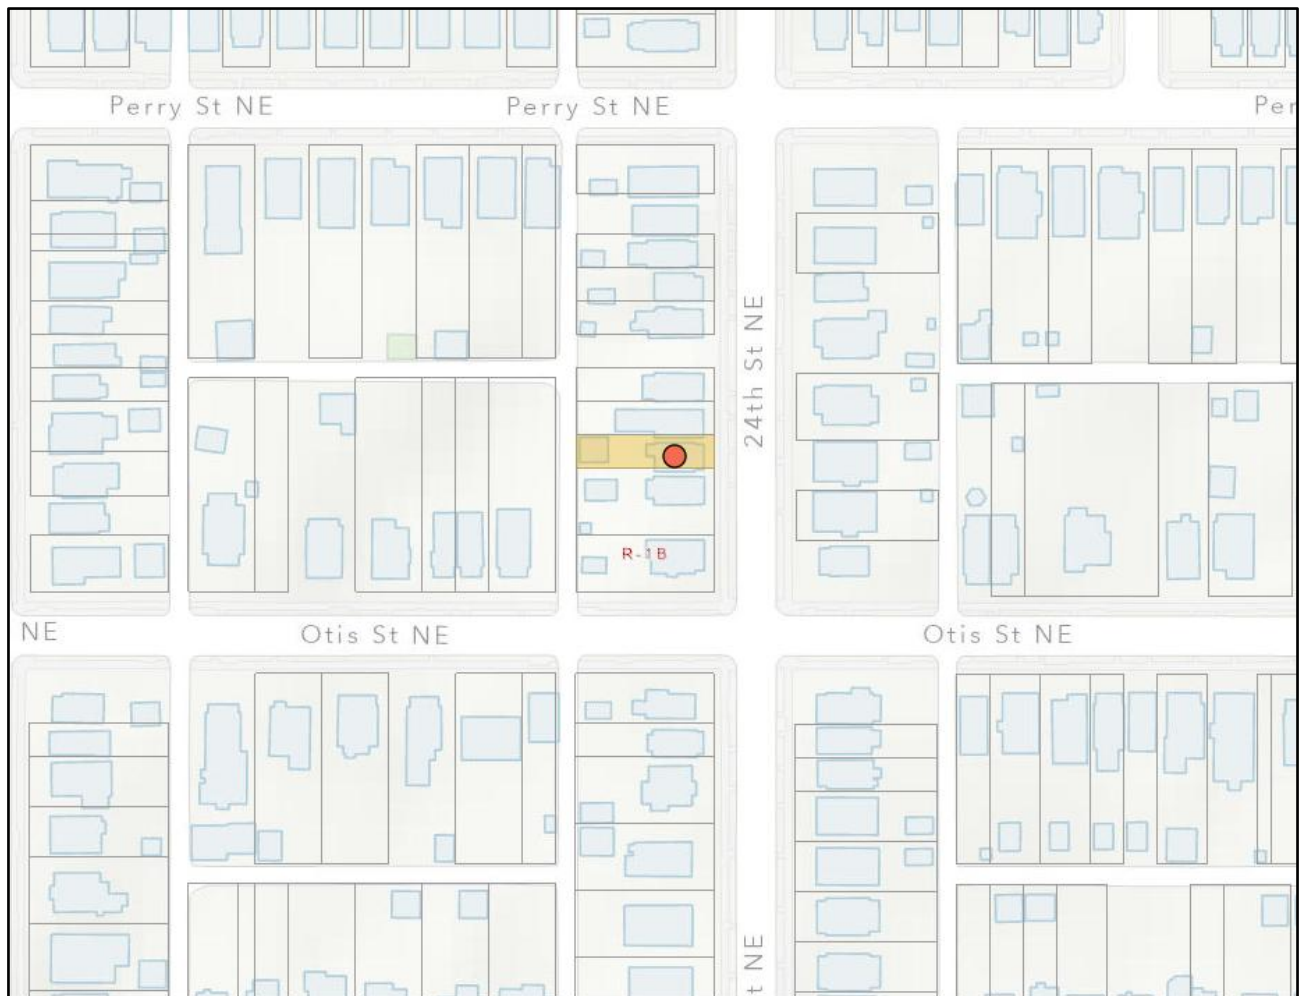 Perry St NE
Perry St NE
Per
24th St NE
R-1B
NE
Otis St NE
Otis St NE
t NE